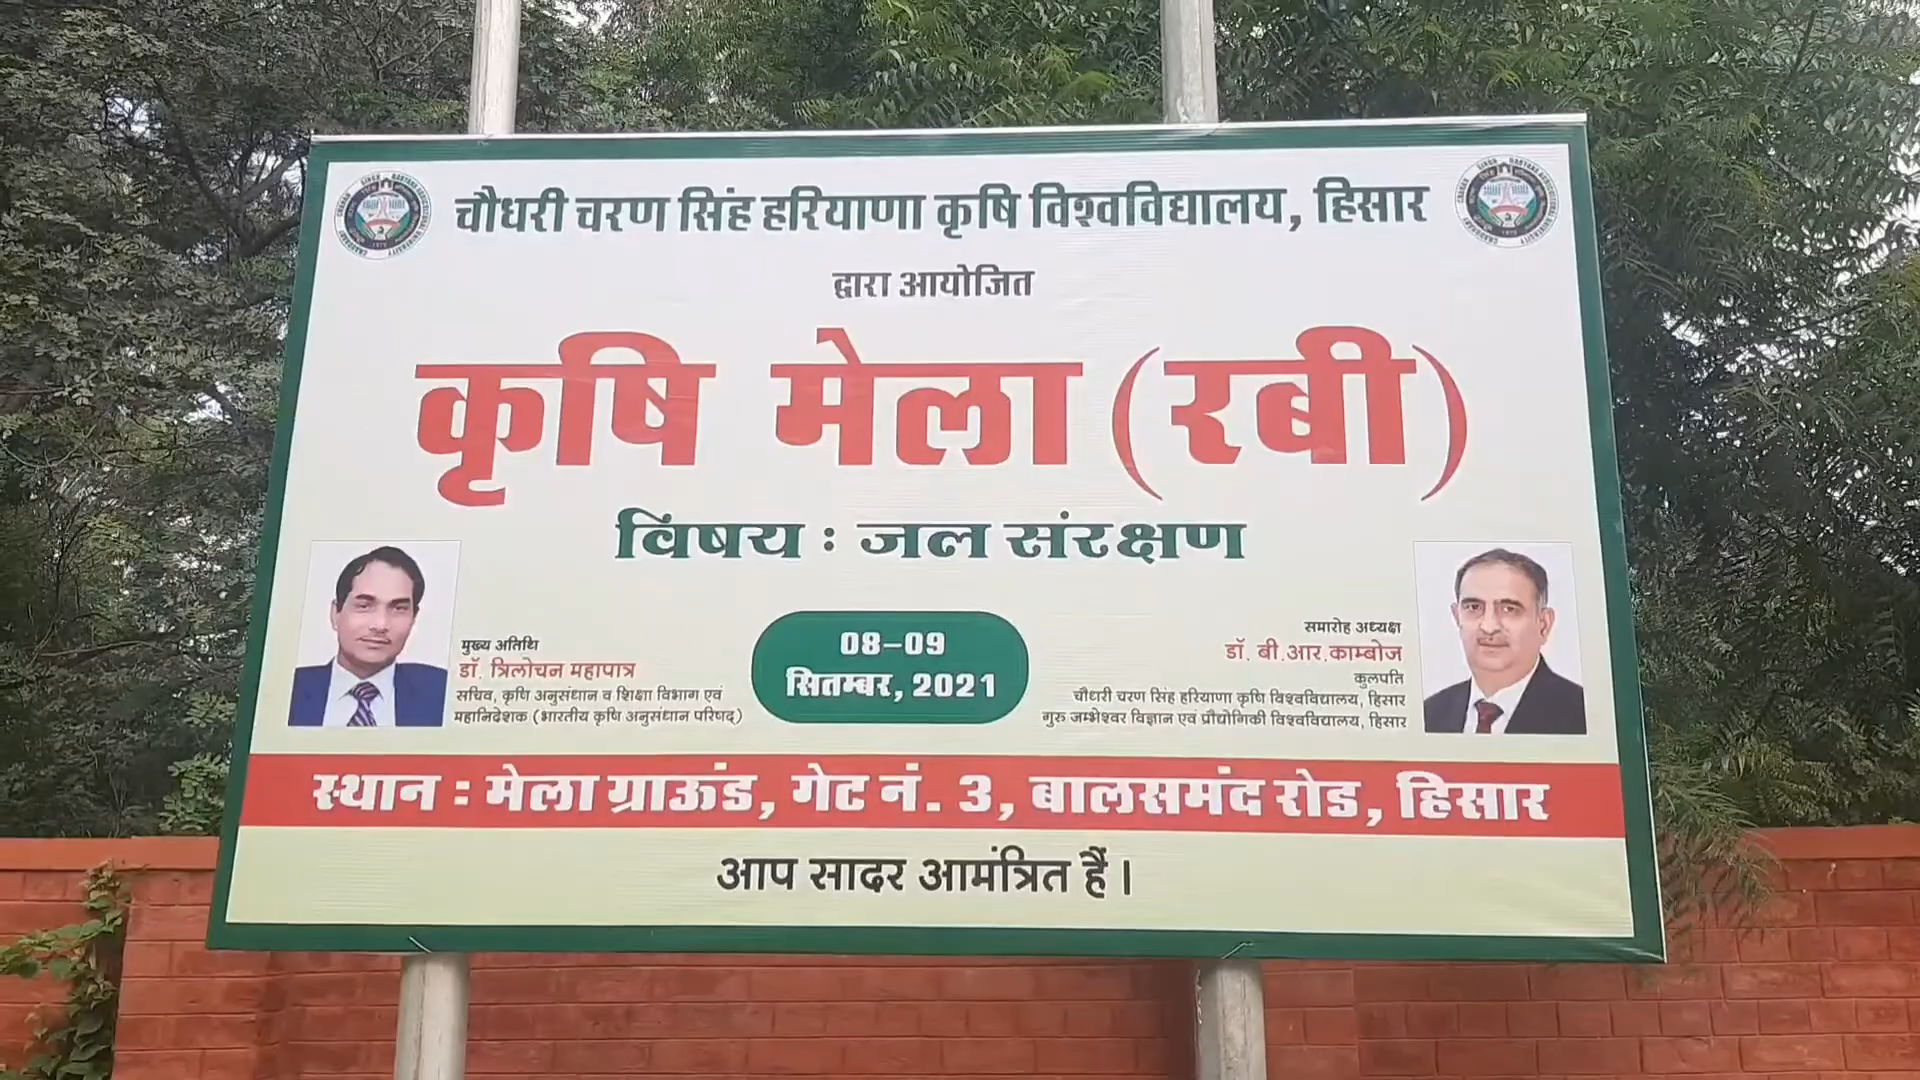 चौधरी चरण सिंह हरियाणा कृषि विश्वविद्यालय, हिसार
द्वारा आयोजित
कृषि मेला (रबी)
विषय : जल संरक्षण
08-09
सितम्बर, 2021
मुख्य अतिथि
डॉ. त्रिलोचन महापात्र
सचिव, कृषि अनुसंधान व शिक्षा विभाग एवं
महानिदेशक (भारतीय कृषि अनुसंधान परिषद्)
समारोह अध्यक्ष
डॉ. बी.आर.काम्बोज
कुलपति
चौधरी चरण सिंह हरियाणा कृषि विश्वविद्यालय, हिसार
गुरु जम्भेश्वर विज्ञान एवं प्रौद्योगिकी विश्वविद्यालय, हिसार
स्थान : मेला ग्राऊंड, गेट नं. 3, बालसमंद रोड, हिसार
आप सादर आमंत्रित हैं।